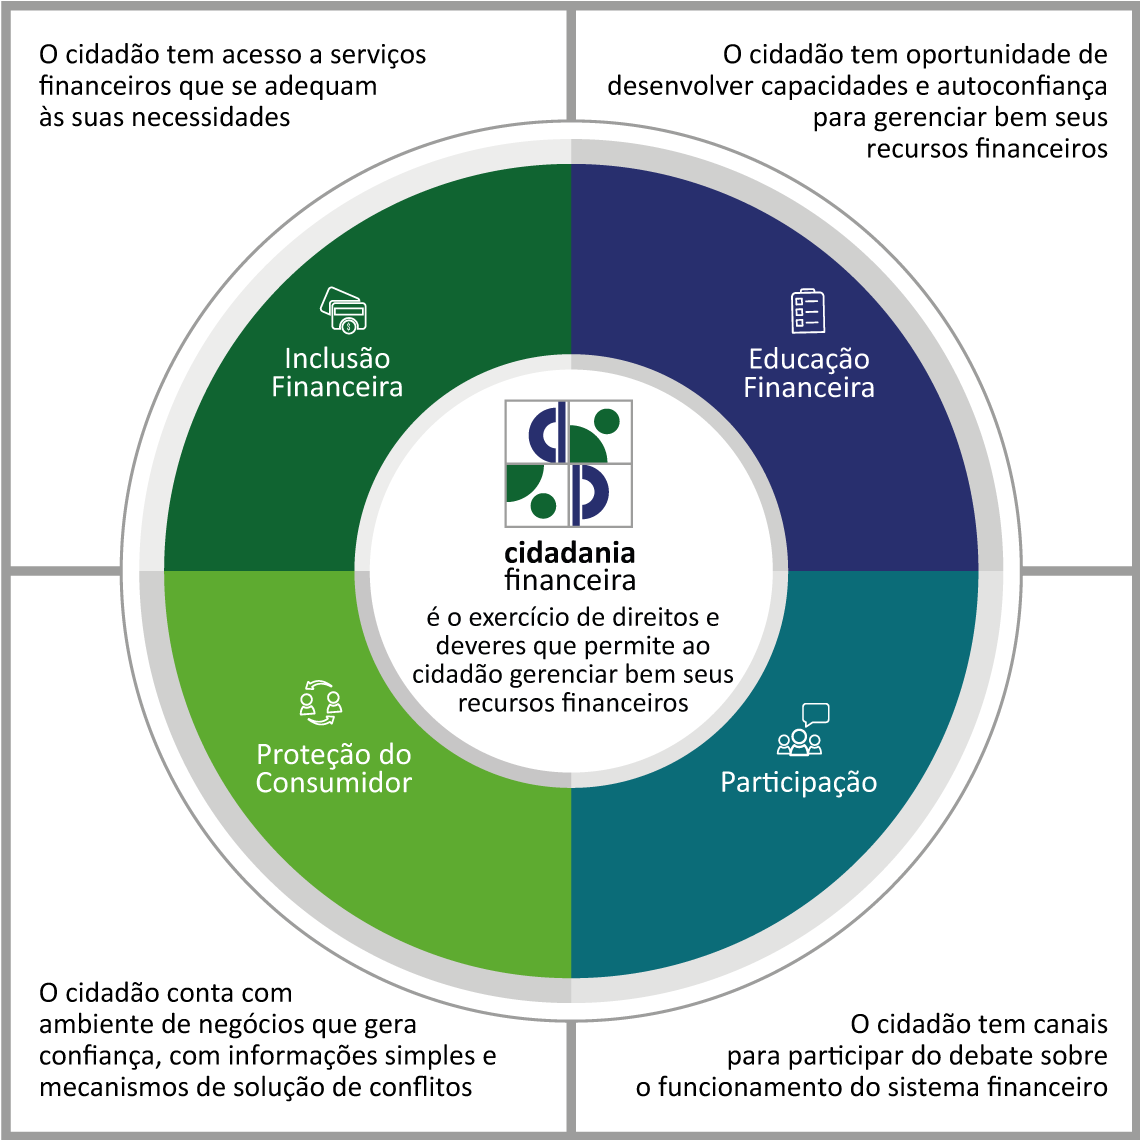 O cidadão tem acesso a serviços
financeiros que se adequam
às suas necessidades
O cidadão tem oportunidade de
desenvolver capacidades e autoconfiança
para gerenciar bem seus
recursos financeiros
Inclusão
Financeira
Educação
Financeira
cidadania
financeira
é o exercício de direitos e
deveres que permite ao
cidadão gerenciar bem seus
recursos financeiros
Proteção do
Consumidor
Participação
O cidadão conta com
ambiente de negócios que gera
confiança, com informações simples e
mecanismos de solução de conflitos
O cidadão tem canais
para participar do debate sobre
o funcionamento do sistema financeiro